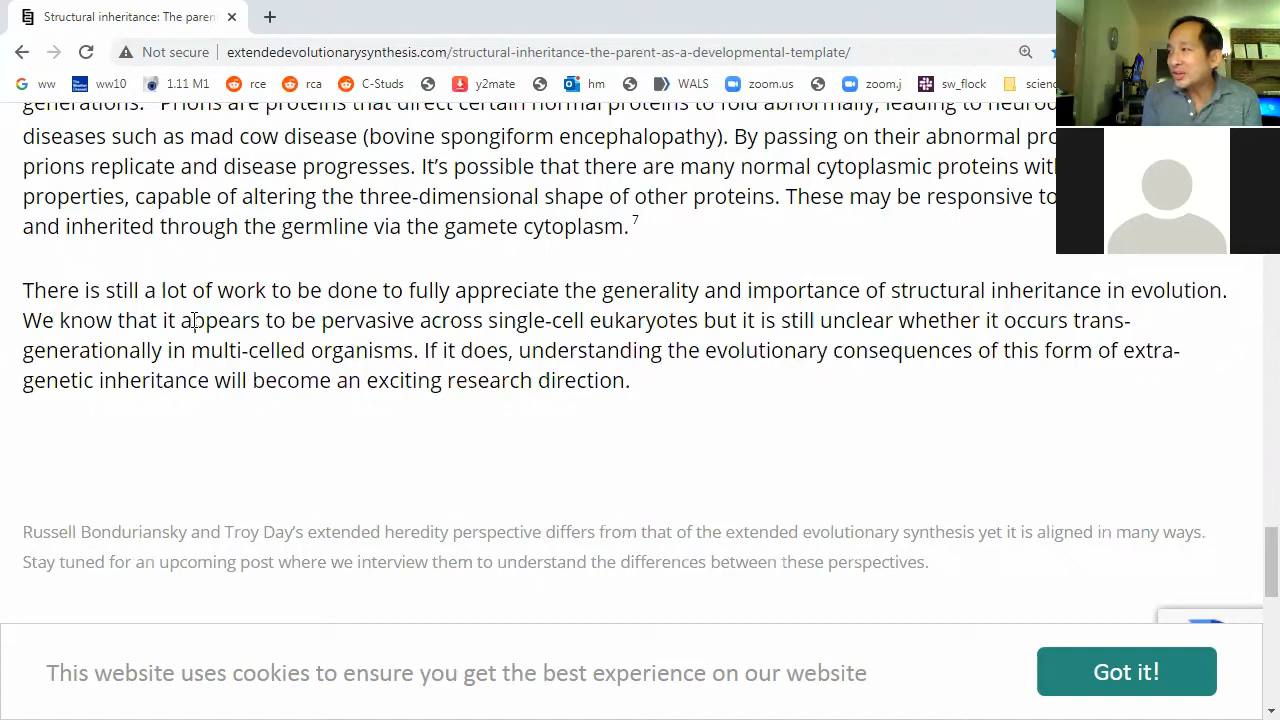 Structural inheritance: The paren
Not secure
extendedevolutionarysynthesis.com/structural-inheritance-the-parent-as-a-developmental-template/
ww ww10 1.11 M1 rce rca C-Studs y2mate hm WALS zoom.us zoom.j sw_flock scienc
generations. Prions are proteins that direct certain normal proteins to fold abnormally, leading to
diseases such as mad cow disease (bovine spongiform encephalopathy). By passing on their abnormal pro
prions replicate and disease progresses. It’s possible that there are many normal cytoplasmic proteins with
properties, capable of altering the three-dimensional shape of other proteins. These may be responsive to
and inherited through the germline via the gamete cytoplasm. 7
There is still a lot of work to be done to fully appreciate the generality and importance of structural inheritance in evolution.
We know that it appears to be pervasive across single-cell eukaryotes but it is still unclear whether it occurs trans-
generationally in multi-celled organisms. If it does, understanding the evolutionary consequences of this form of extra-
genetic inheritance will become an exciting research direction.
Russell Bonduriansky and Troy Day’s extended heredity perspective differs from that of the extended evolutionary synthesis yet it is aligned in many ways.
Stay tuned for an upcoming post where we interview them to understand the differences between these perspectives.
This website uses cookies to ensure you get the best experience on our website
Got it!